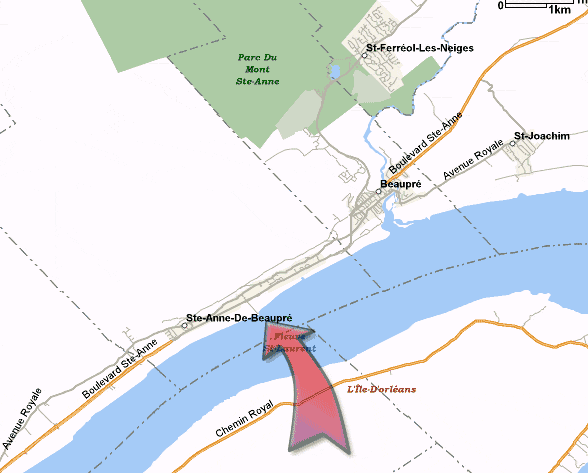 0
1km
m
St-Ferréol-Les-Neiges
Parc Du
Mont
Ste-Anne
Boulevard Ste-Anne
St-Joachim
Avenue Royale
Beaupré
Ste-Anne-De-Beaupré
Fleuve
St-Laurent
Boulevard Ste-Anne
L'Île-D'orléans
Avenue Royale
Chemin Royal